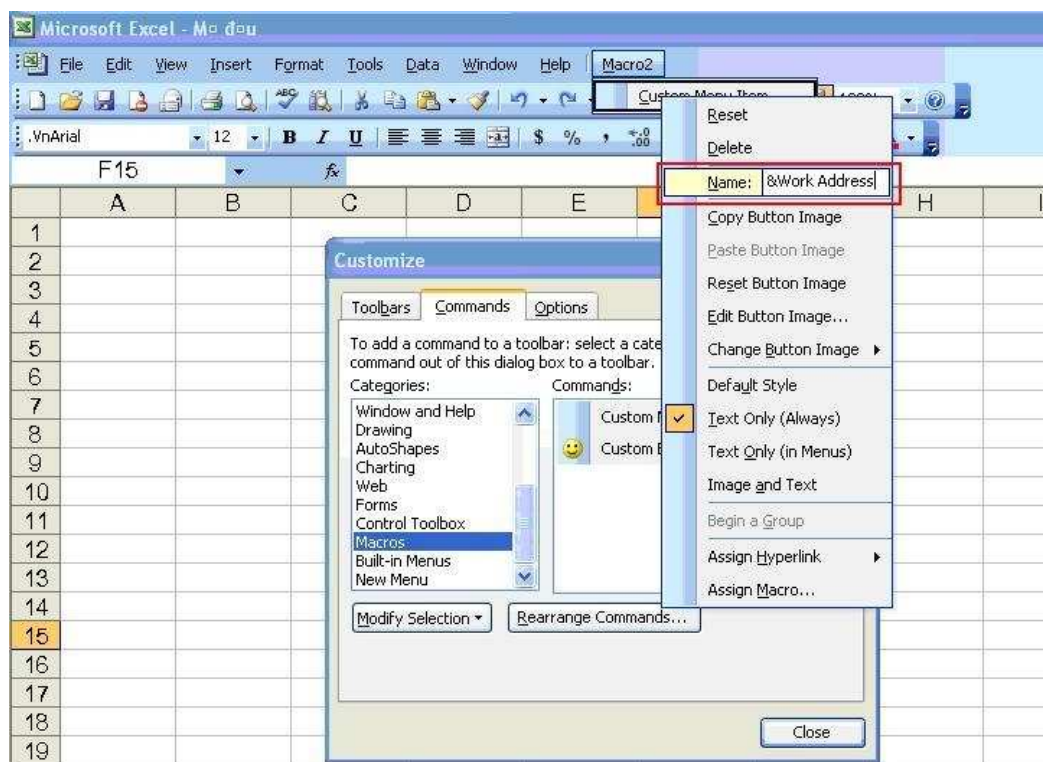 Microsoft Excel - M¤ đ¤u
File Edit View Insert Format Tools Data Window Help Macro2
Custom Menu Item
.VnArial 12 B I U $ % ,
F15 fx
A B C D E H
1
2
3
4
5
6
7
8
9
10
11
12
13
14
15
16
17
18
19
Reset
Delete
Name: &Work Address
Copy Button Image
Paste Button Image
Reset Button Image
Edit Button Image...
Change Button Image
Default Style
Text Only (Always)
Text Only (in Menus)
Image and Text
Begin a Group
Assign Hyperlink
Assign Macro...
Customize
Toolbars Commands Options
To add a command to a toolbar: select a cate
command out of this dialog box to a toolbar.
Categories: Commands:
Window and Help
Drawing
AutoShapes
Charting
Web
Forms
Control Toolbox
Macros
Built-in Menus
New Menu
Custom
Custom
Modify Selection Rearrange Commands...
Close